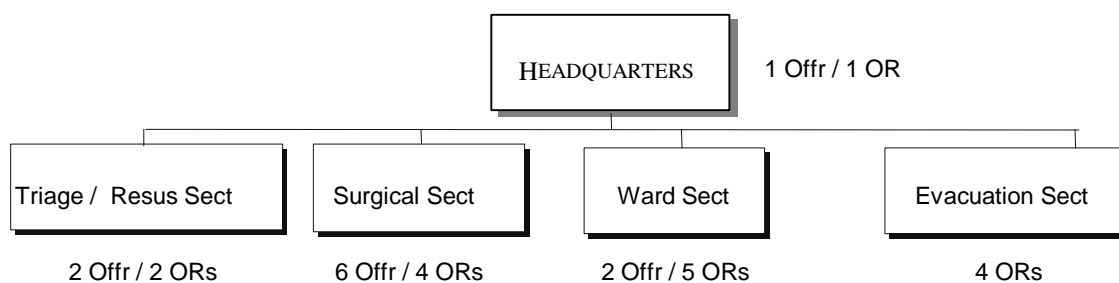 HEADQUARTERS
1 Offr / 1 OR
Triage / Resus Sect
Surgical Sect
Ward Sect
Evacuation Sect
2 Offr / 2 ORs
6 Offr / 4 ORs
2 Offr / 5 ORs
4 ORs